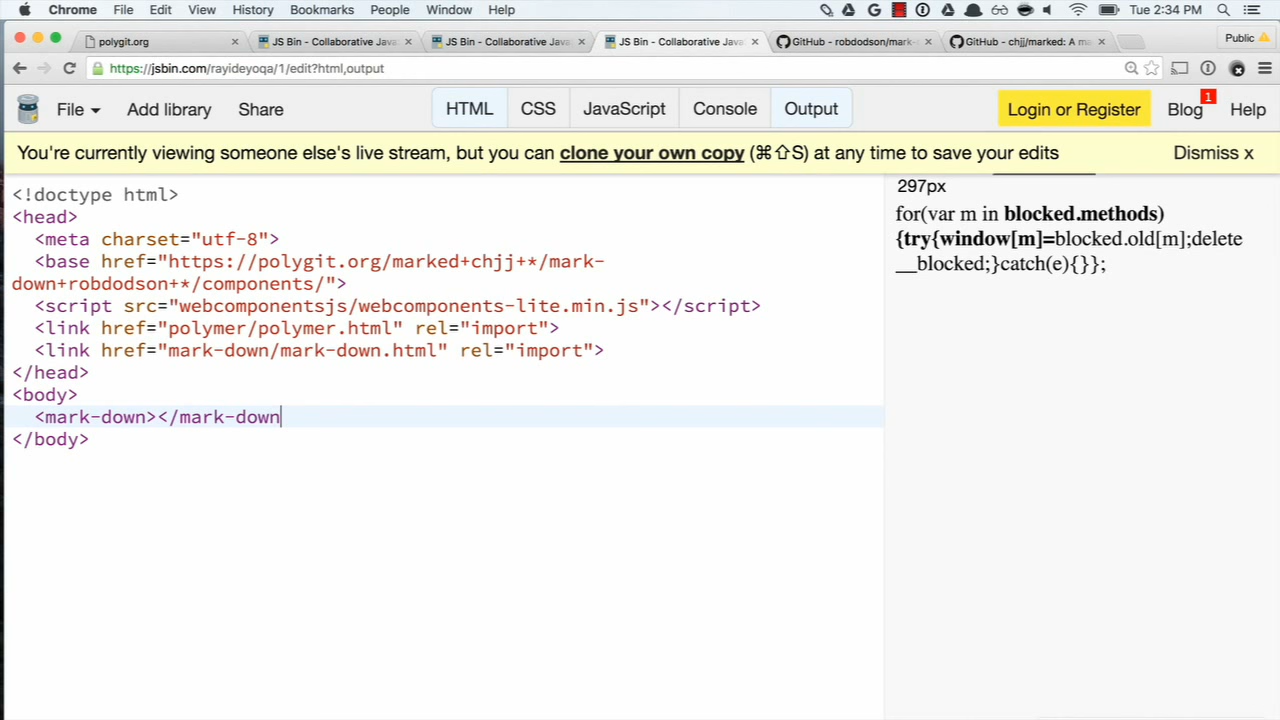 Chrome File Edit View History Bookmarks People Window Help Tue 2:34 PM
polygit.org JS Bin - Collaborative Java JS Bin - Collaborative Java JS Bin - Collaborative Java GitHub - robdodson/mark- GitHub - chjj/marked: A ma Public
https://jsbin.com/rayideyoqa/1/edit?html,output
File Add library Share HTML CSS JavaScript Console Output Login or Register Blog 1 Help
You're currently viewing someone else's live stream, but you can clone your own copy (⌘⇧S) at any time to save your edits Dismiss x
<!doctype html>
<head>
<meta charset="utf-8">
<base href="https://polygit.org/marked+chjj+*/mark-
down+robdodson+*/components/">
<script src="webcomponentsjs/webcomponents-lite.min.js"></script>
<link href="polymer/polymer.html" rel="import">
<link href="mark-down/mark-down.html" rel="import">
</head>
<body>
<mark-down></mark-down
</body>
297px
for(var m in blocked.methods)
{try{window[m]=blocked.old[m];delete
__blocked;}catch(e){}};